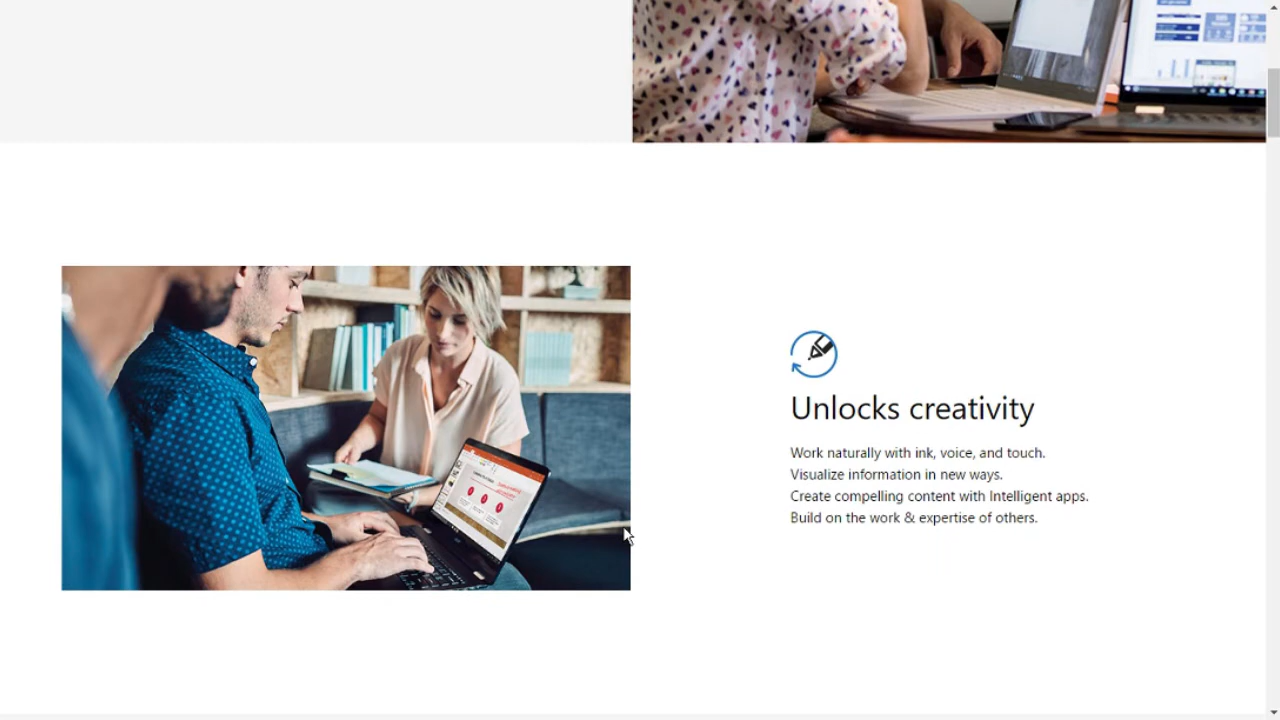 Unlocks creativity
Work naturally with ink, voice, and touch.
Visualize information in new ways.
Create compelling content with Intelligent apps.
Build on the work & expertise of others.